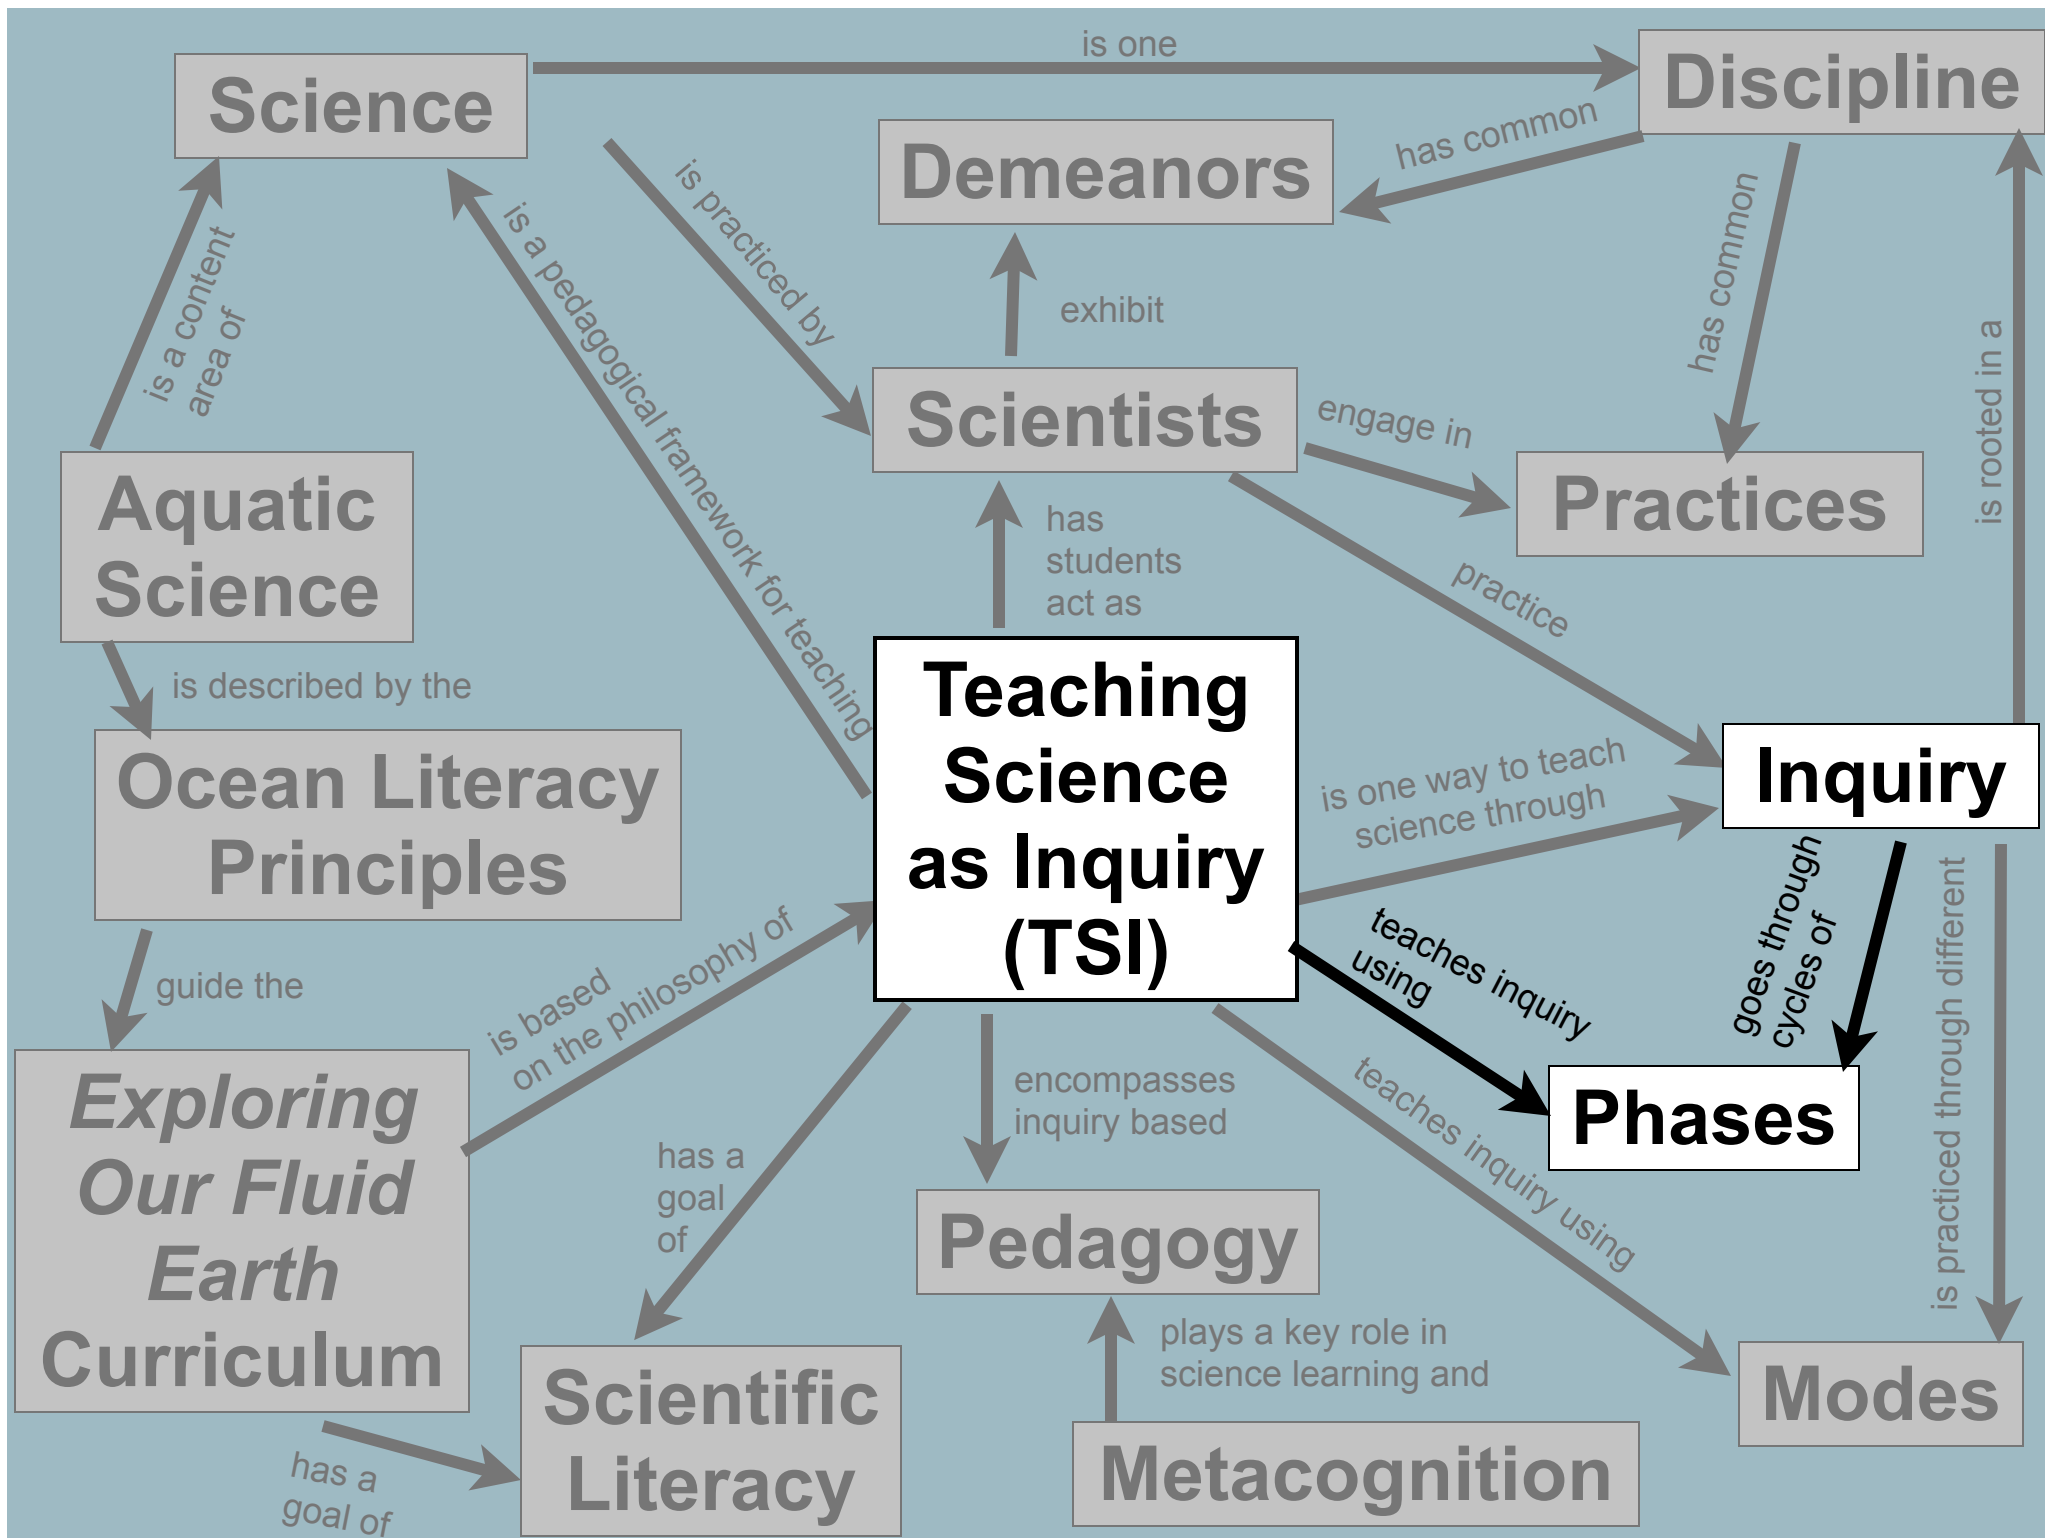 is one
Science
Discipline
has common
Demeanors
is practiced by
has common
is a content
area of
is a pedagogical framework for teaching
exhibit
is rooted in a
Scientists
engage in
Aquatic
Science
Practices
has
students
act as
practice
is described by the
Teaching
Science
as Inquiry
(TSI)
Ocean Literacy
Principles
is one way to teach
science through
Inquiry
guide the
is based
on the philosophy of
teaches inquiry
using
goes through
cycles of
is practiced through different
Exploring
Our Fluid
Earth
Curriculum
encompasses
inquiry based
Phases
has a
goal
of
teaches inquiry using
Pedagogy
plays a key role in
science learning and
Modes
Scientific
Literacy
Metacognition
has a
goal of